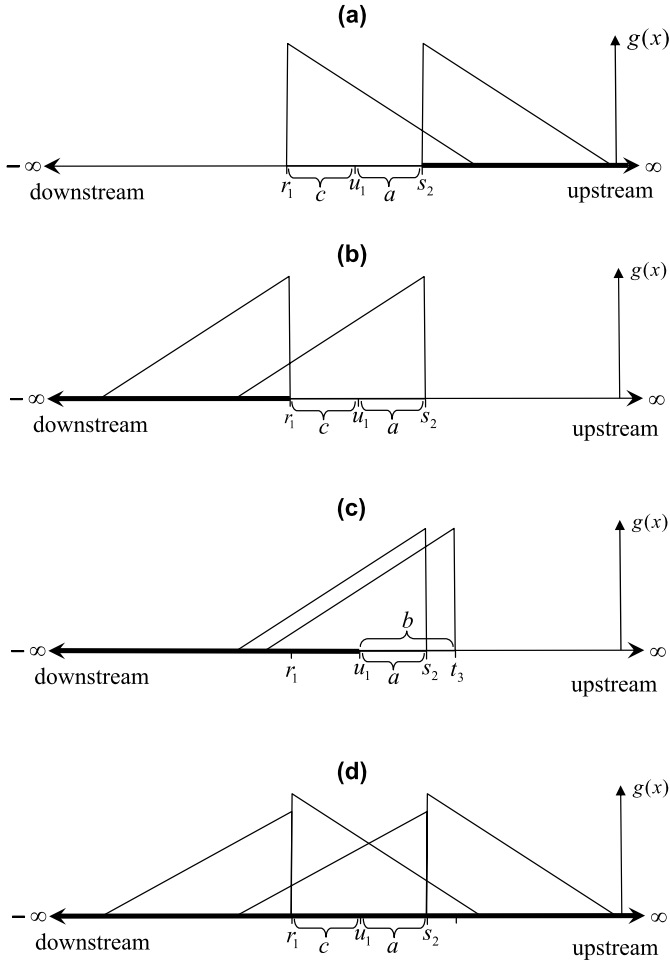 (a)
g(x)
− ∞ ∞
downstream r₁ c u₁ a s₂ upstream
(b)
g(x)
− ∞ ∞
downstream r₁ c u₁ a s₂ upstream
(c)
g(x)
b
− ∞ ∞
downstream r₁ u₁ a s₂ t₃ upstream
(d)
g(x)
− ∞ ∞
downstream r₁ c u₁ a s₂ upstream